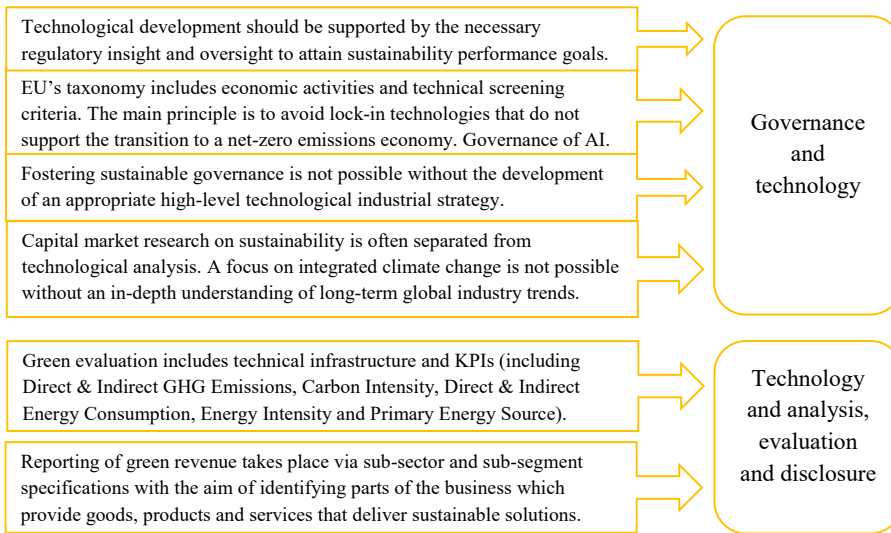 Technological development should be supported by the necessary
regulatory insight and oversight to attain sustainability performance goals.
EU's taxonomy includes economic activities and technical screening
criteria. The main principle is to avoid lock-in technologies that do not
support the transition to a net-zero emissions economy. Governance of AI.
Fostering sustainable governance is not possible without the development
of an appropriate high-level technological industrial strategy.
Capital market research on sustainability is often separated from
technological analysis. A focus on integrated climate change is not possible
without an in-depth understanding of long-term global industry trends.
Governance
and
technology
Green evaluation includes technical infrastructure and KPIs (including
Direct & Indirect GHG Emissions, Carbon Intensity, Direct & Indirect
Energy Consumption, Energy Intensity and Primary Energy Source).
Reporting of green revenue takes place via sub-sector and sub-segment
specifications with the aim of identifying parts of the business which
provide goods, products and services that deliver sustainable solutions.
Technology
and analysis,
evaluation
and disclosure